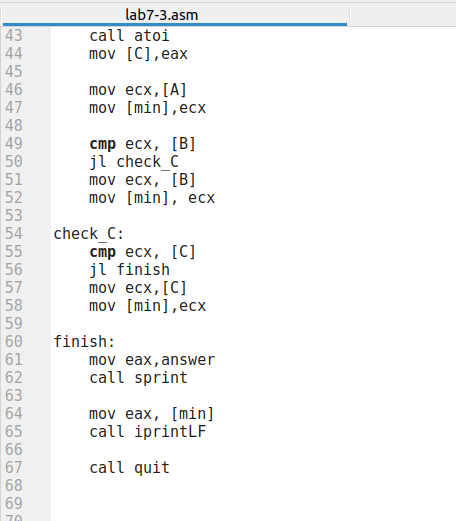 lab7-3.asm
43 call atoi
44 mov [C],eax
45
46 mov ecx,[A]
47 mov [min],ecx
48
49 cmp ecx, [B]
50 jl check_C
51 mov ecx, [B]
52 mov [min], ecx
53
54 check_C:
55 cmp ecx, [C]
56 jl finish
57 mov ecx,[C]
58 mov [min],ecx
59
60 finish:
61 mov eax,answer
62 call sprint
63
64 mov eax, [min]
65 call iprintLF
66
67 call quit
68
69
70